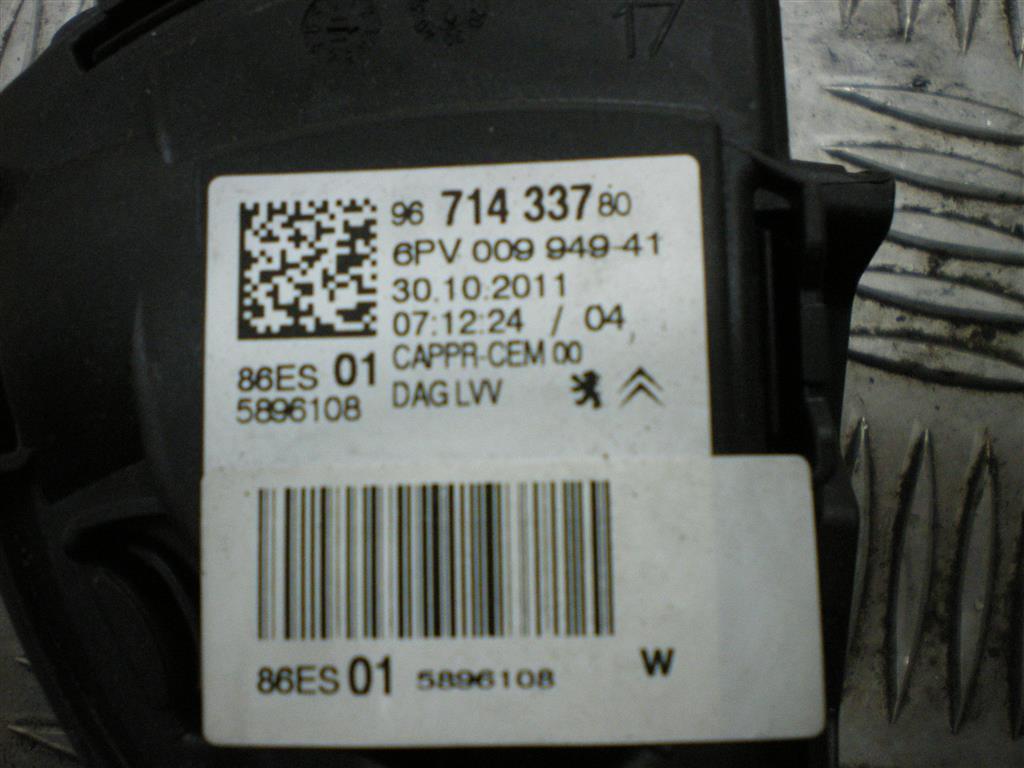 17
96 714 337 80
6PV 009 949-41
30.10.2011
07:12:24 / 04
CAPPR-CEM 00
DAG LVV
86ES 01
5896108
86ES 01 5896108
W